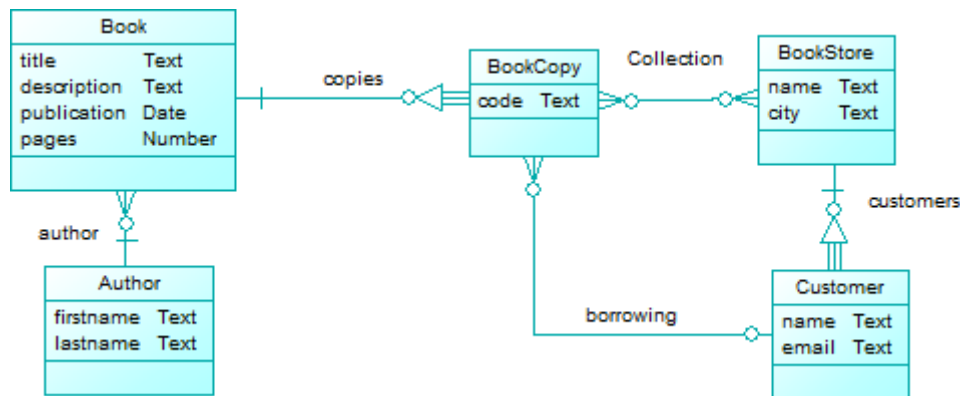 Book
title Text
description Text
publication Date
pages Number
copies
BookCopy
code Text
Collection
BookStore
name Text
city Text
customers
author
Author
firstname Text
lastname Text
borrowing
Customer
name Text
email Text